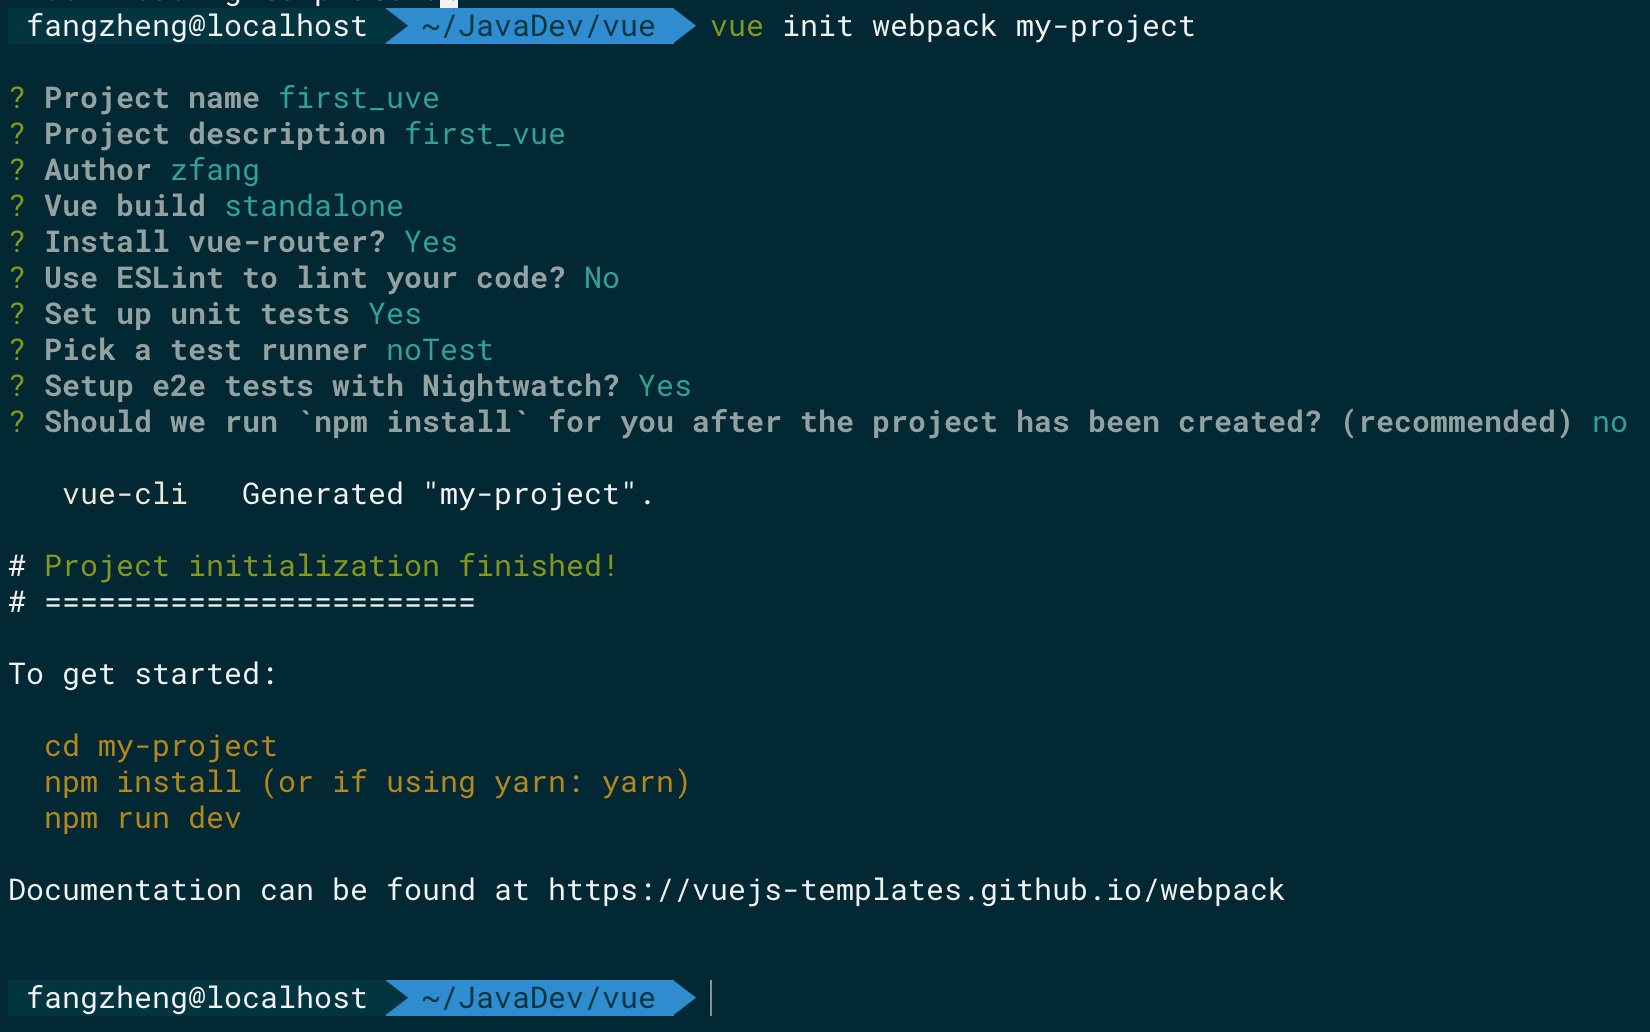 fangzheng@localhost ~/JavaDev/vue vue init webpack my-project
? Project name first_uve
? Project description first_vue
? Author zfang
? Vue build standalone
? Install vue-router? Yes
? Use ESLint to lint your code? No
? Set up unit tests Yes
? Pick a test runner noTest
? Setup e2e tests with Nightwatch? Yes
? Should we run `npm install` for you after the project has been created? (recommended) no
vue-cli Generated "my-project".
# Project initialization finished!
# ========================
To get started:
cd my-project
npm install (or if using yarn: yarn)
npm run dev
Documentation can be found at https://vuejs-templates.github.io/webpack
fangzheng@localhost ~/JavaDev/vue